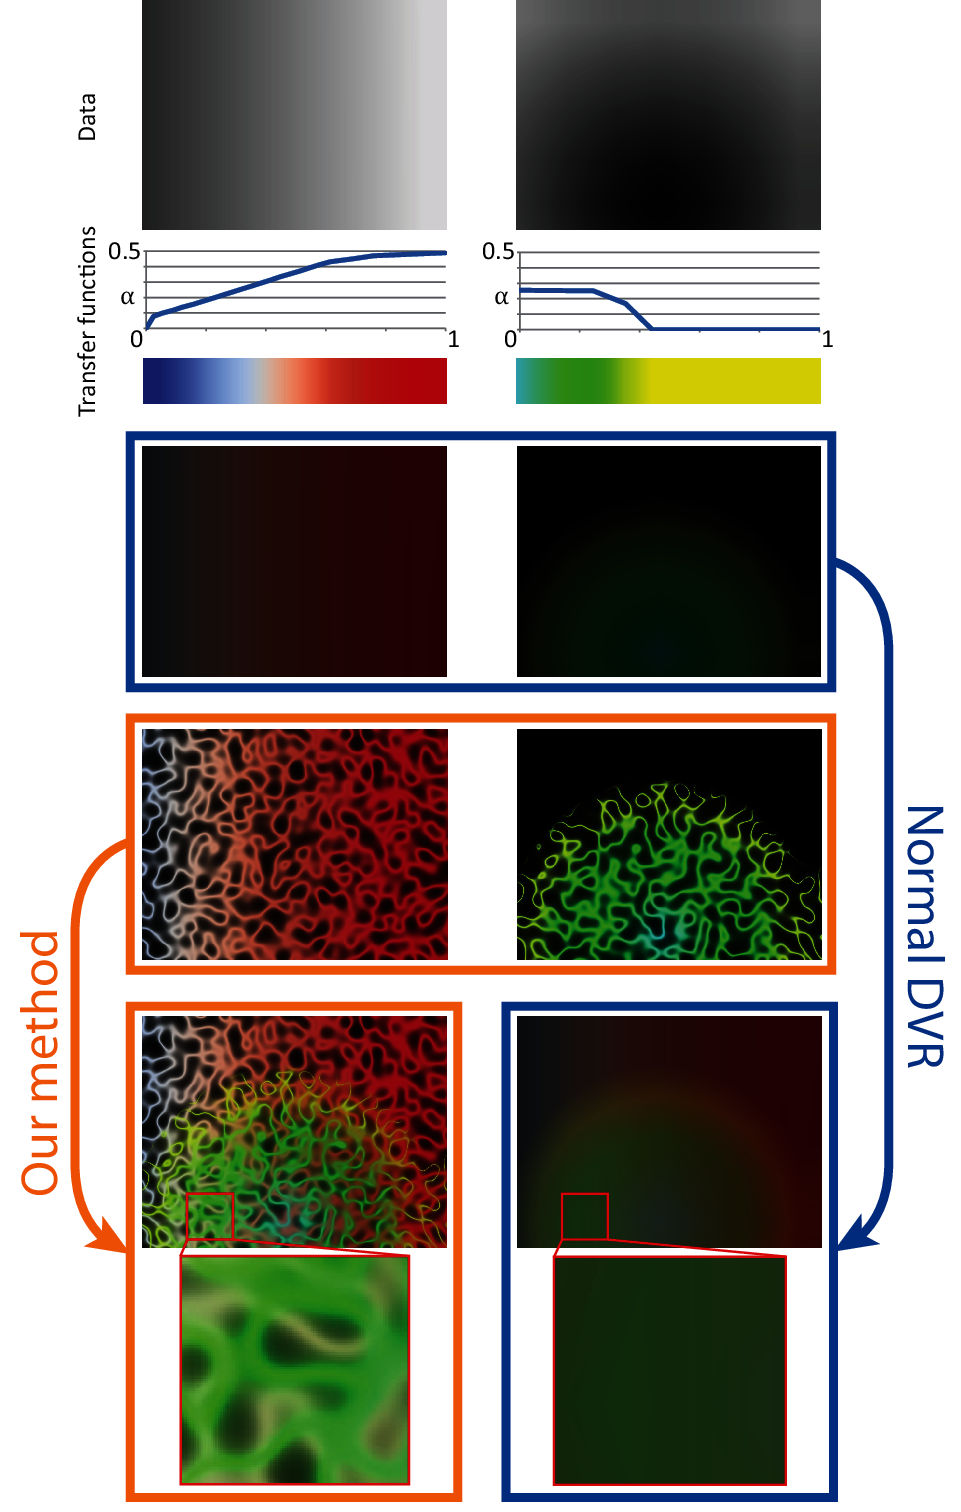 Data
Transfer functions
0.5
α
0
1
0.5
α
0
1
Normal DVR
Our method